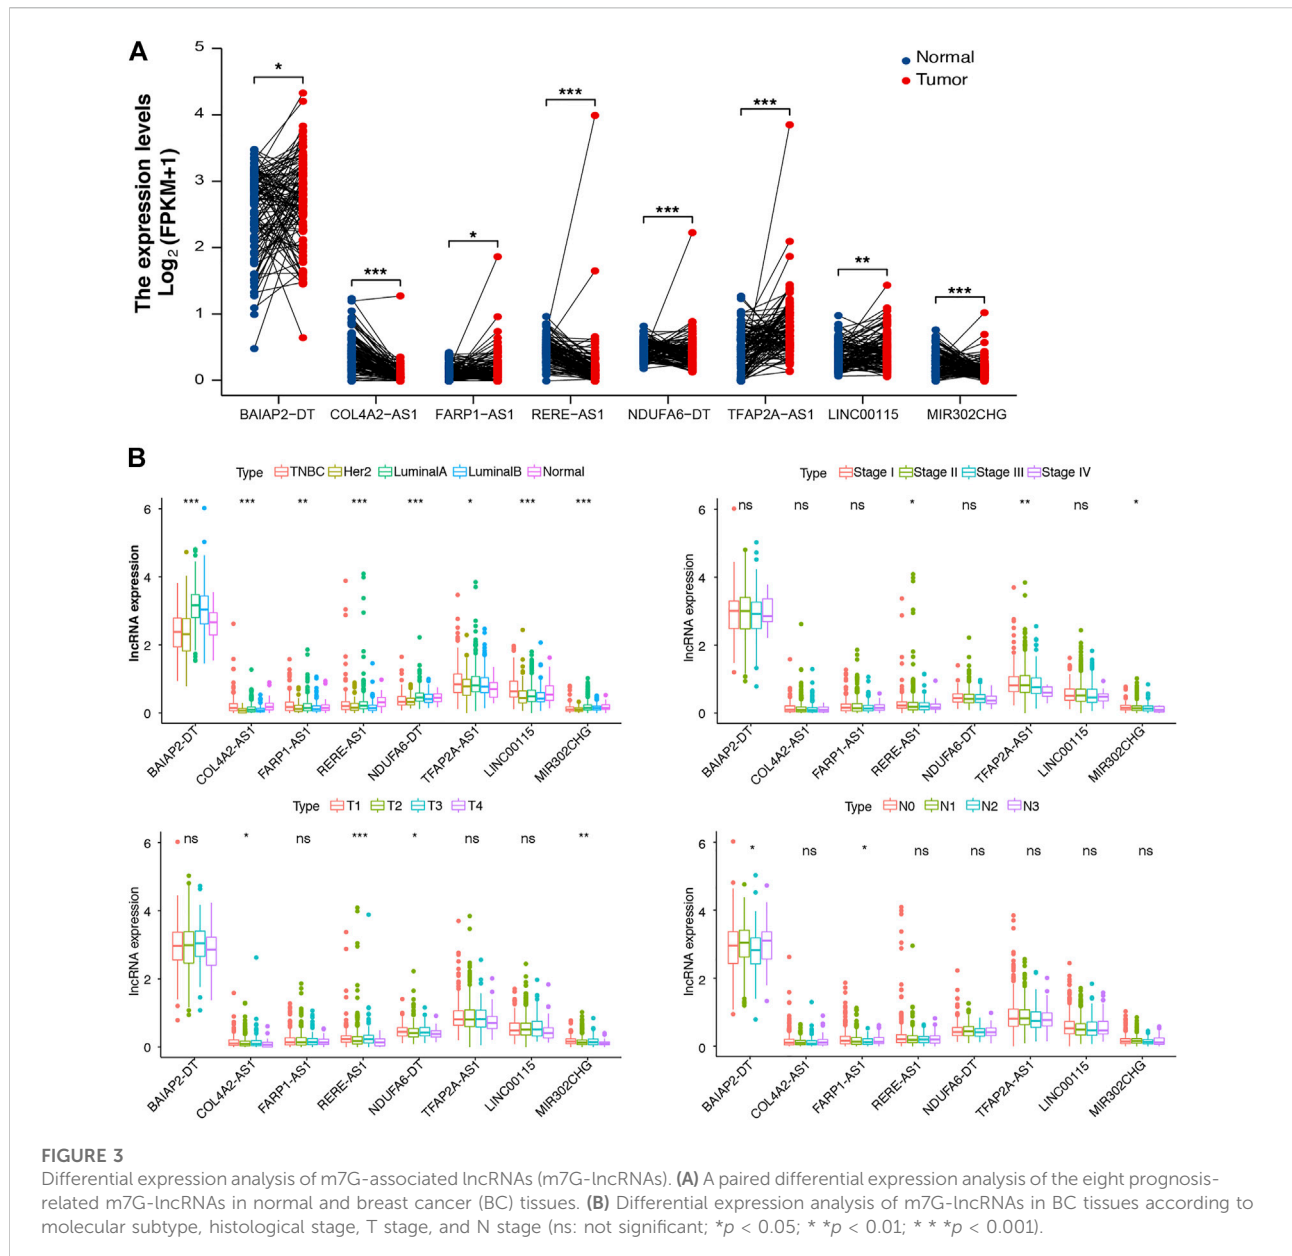 A
The expression levels
Log2(FPKM+1)
5
4
3
2
1
0
Normal
Tumor
*
***
*
***
***
***
**
***
BAIAP2−DT
COL4A2−AS1
FARP1−AS1
RERE−AS1
NDUFA6−DT
TFAP2A−AS1
LINC00115
MIR302CHG
B
Type TNBC Her2 LuminalA LuminalB Normal
*** *** ** *** *** * *** ***
lncRNA expression
6
4
2
0
BAIAP2-DT
COL4A2-AS1
FARP1-AS1
RERE-AS1
NDUFA6-DT
TFAP2A-AS1
LINC00115
MIR302CHG
Type Stage I Stage II Stage III Stage IV
ns ns ns * ns ** ns *
lncRNA expression
6
4
2
0
BAIAP2-DT
COL4A2-AS1
FARP1-AS1
RERE-AS1
NDUFA6-DT
TFAP2A-AS1
LINC00115
MIR302CHG
Type T1 T2 T3 T4
ns * ns *** * ns ns **
lncRNA expression
6
4
2
0
BAIAP2-DT
COL4A2-AS1
FARP1-AS1
RERE-AS1
NDUFA6-DT
TFAP2A-AS1
LINC00115
MIR302CHG
Type N0 N1 N2 N3
* ns * ns ns ns ns ns
lncRNA expression
6
4
2
0
BAIAP2-DT
COL4A2-AS1
FARP1-AS1
RERE-AS1
NDUFA6-DT
TFAP2A-AS1
LINC00115
MIR302CHG
FIGURE 3
Differential expression analysis of m7G-associated lncRNAs (m7G-lncRNAs). (A) A paired differential expression analysis of the eight prognosis-
related m7G-lncRNAs in normal and breast cancer (BC) tissues. (B) Differential expression analysis of m7G-lncRNAs in BC tissues according to
molecular subtype, histological stage, T stage, and N stage (ns: not significant; *p < 0.05; * *p < 0.01; * * *p < 0.001).